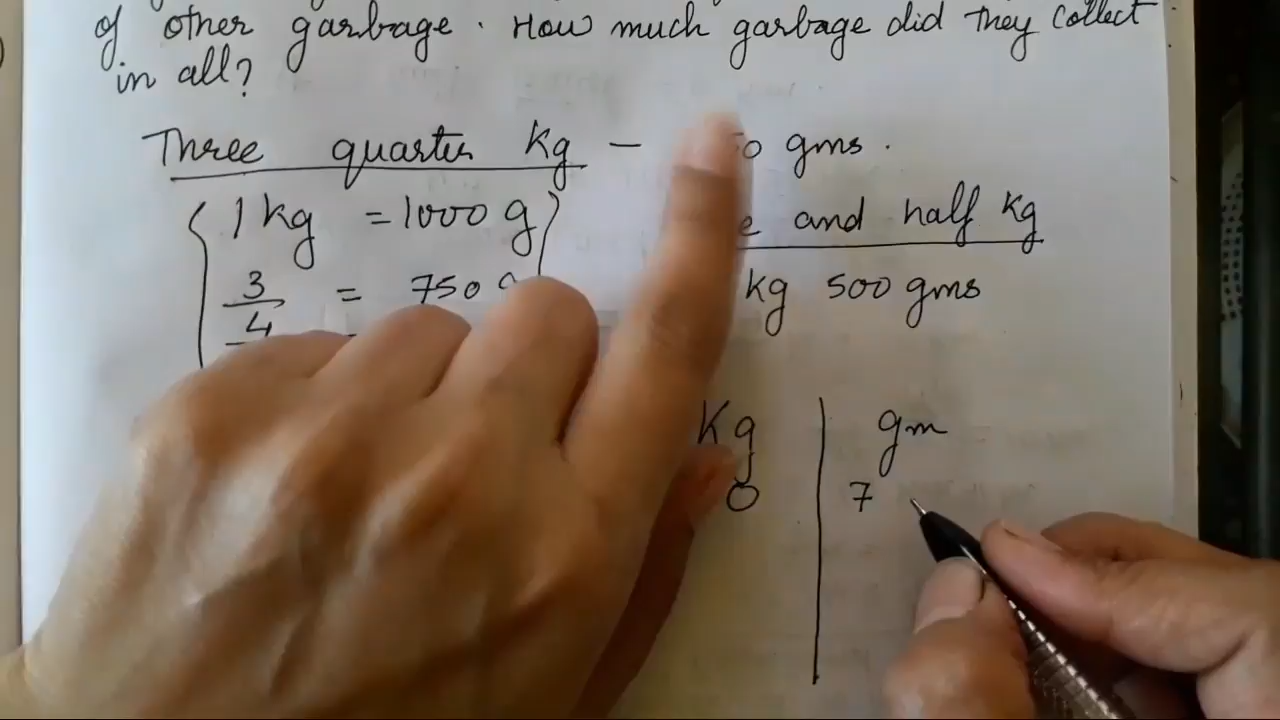 of other garbage. How much garbage did they collect
in all?
Three quarter Kg - gms.
(1 kg = 1000 g)
and half Kg
3/4 = 750
kg 500 gms
Kg | gm
0 | 7